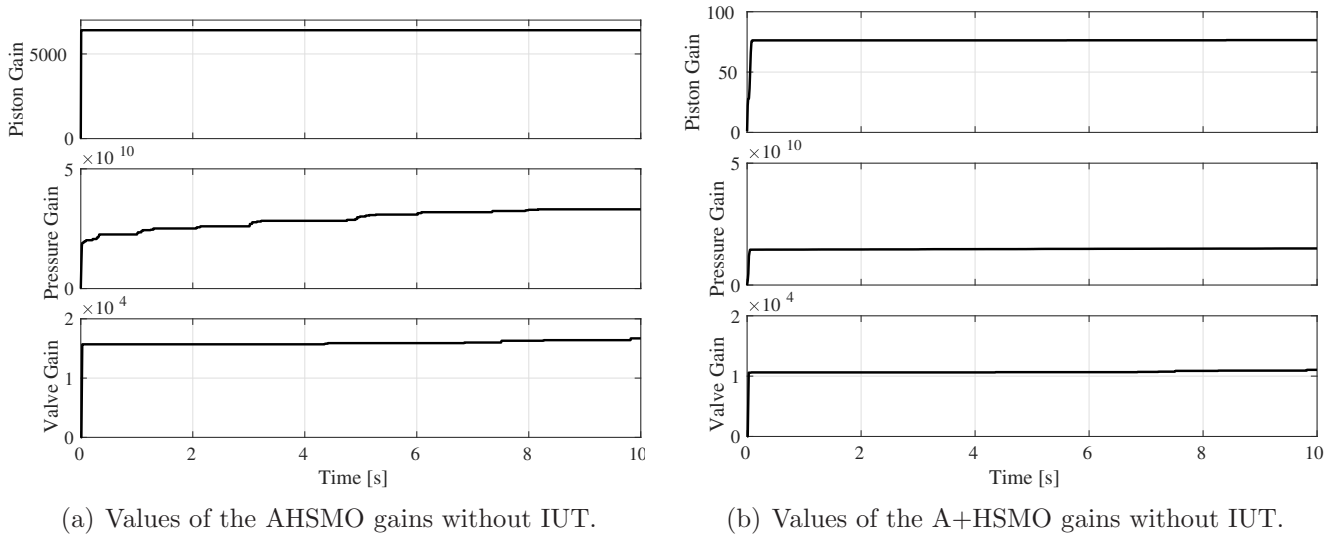 Piston Gain
5000
0
×10 10
Pressure Gain
5
0
×10 4
Valve Gain
2
1
0
0 2 4 6 8 10
Time [s]
(a) Values of the AHSMO gains without IUT.
Piston Gain
100
50
0
×10 10
Pressure Gain
5
0
×10 4
Valve Gain
2
1
0
0 2 4 6 8 10
Time [s]
(b) Values of the A+HSMO gains without IUT.